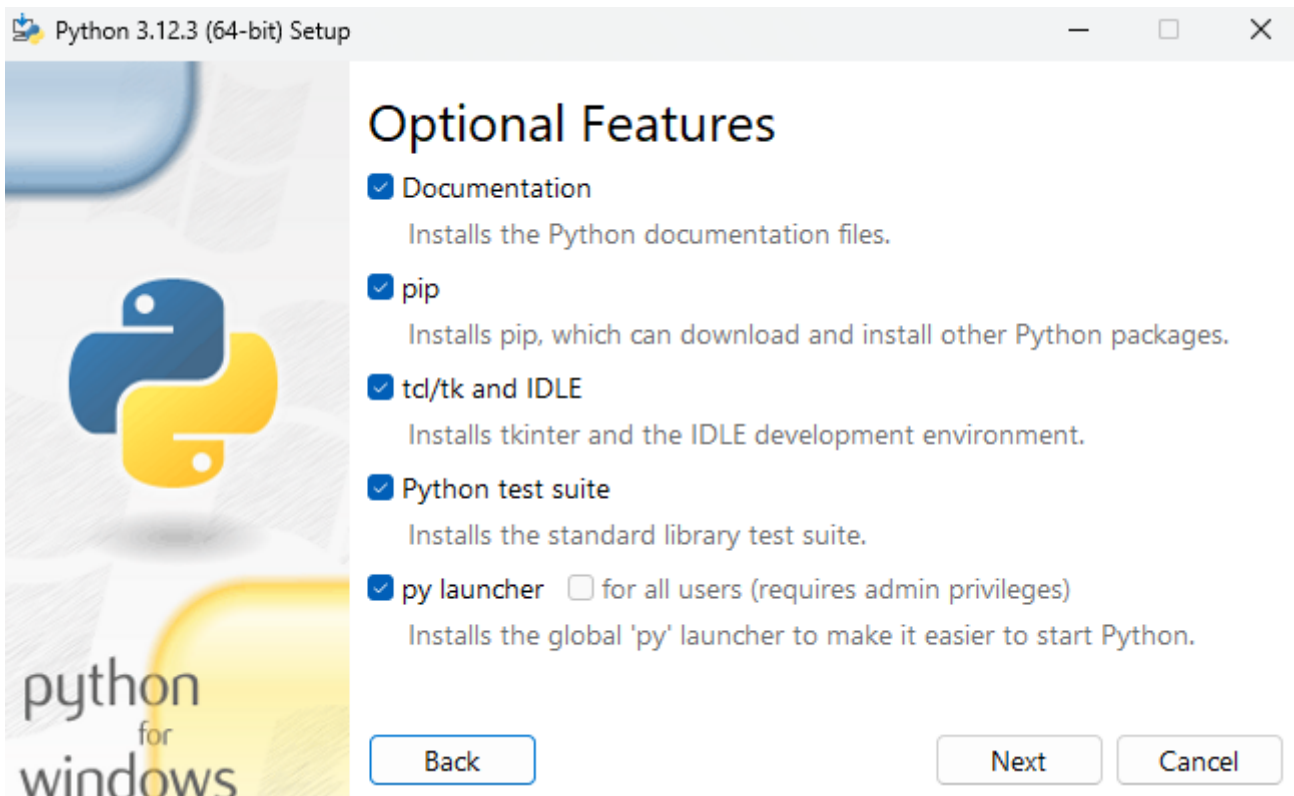 Python 3.12.3 (64-bit) Setup
Optional Features
Documentation
Installs the Python documentation files.
pip
Installs pip, which can download and install other Python packages.
tcl/tk and IDLE
Installs tkinter and the IDLE development environment.
Python test suite
Installs the standard library test suite.
py launcher for all users (requires admin privileges)
Installs the global 'py' launcher to make it easier to start Python.
python
for
windows
Back Next Cancel